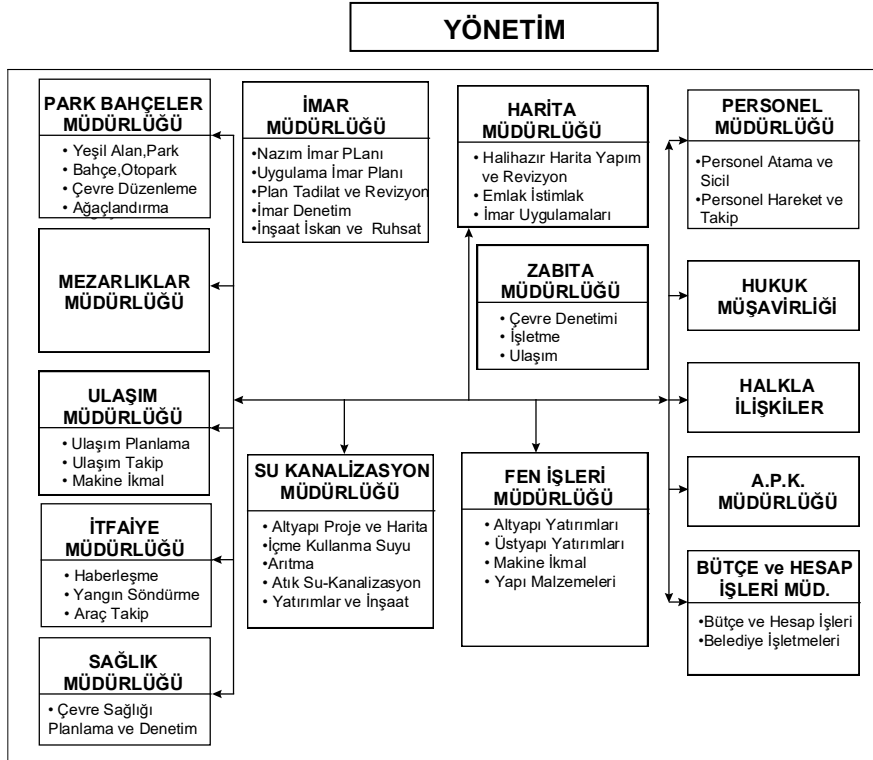 YÖNETİM
PARK BAHÇELER
MÜDÜRLÜĞÜ
• Yeşil Alan,Park
• Bahçe,Otopark
• Çevre Düzenleme
• Ağaçlandırma
İMAR
MÜDÜRLÜĞÜ
•Nazım İmar PLanı
•Uygulama İmar Planı
•Plan Tadilat ve Revizyon
•İmar Denetim
•İnşaat İskan ve Ruhsat
HARİTA
MÜDÜRLÜĞÜ
• Halihazır Harita Yapım
ve Revizyon
• Emlak İstimlak
• İmar Uygulamaları
PERSONEL
MÜDÜRLÜĞÜ
•Personel Atama ve
Sicil
•Personel Hareket ve
Takip
MEZARLIKLAR
MÜDÜRLÜĞÜ
ZABITA
MÜDÜRLÜĞÜ
• Çevre Denetimi
• İşletme
• Ulaşım
HUKUK
MÜŞAVİRLİĞİ
ULAŞIM
MÜDÜRLÜĞÜ
• Ulaşım Planlama
• Ulaşım Takip
• Makine İkmal
HALKLA
İLİŞKİLER
SU KANALİZASYON
MÜDÜRLÜĞÜ
• Altyapı Proje ve Harita
•İçme Kullanma Suyu
•Arıtma
• Atık Su-Kanalizasyon
• Yatırımlar ve İnşaat
FEN İŞLERİ
MÜDÜRLÜĞÜ
• Altyapı Yatırımları
• Üstyapı Yatırımları
• Makine İkmal
• Yapı Malzemeleri
A.P.K.
MÜDÜRLÜĞÜ
İTFAİYE
MÜDÜRLÜĞÜ
• Haberleşme
• Yangın Söndürme
• Araç Takip
BÜTÇE ve HESAP
İŞLERİ MÜD.
•Bütçe ve Hesap İşleri
•Belediye İşletmeleri
SAĞLIK
MÜDÜRLÜĞÜ
• Çevre Sağlığı
Planlama ve Denetim